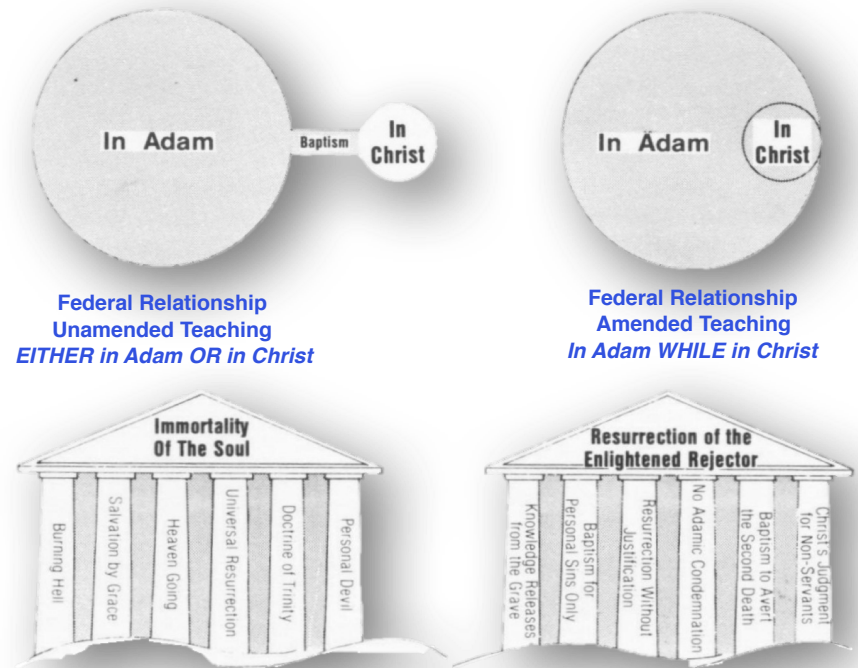 In Adam
Baptism
In
Christ
In Ädam
In
Christ
Federal Relationship
Unamended Teaching
EITHER in Adam OR in Christ
Federal Relationship
Amended Teaching
In Adam WHILE in Christ
Immortality
Of The Soul
Burning Hell
Salvation by Grace
Heaven Going
Universal Resurrection
Doctrine of Trinity
Personal Devil
Resurrection of the
Enlightened Rejector
Knowledge Releases
from the Grave
Baptism for
Personal Sins Only
Resurrection Without
Justification
No Adamic Condemnation
Baptism to Avert
the Second Death
Christ's Judgment
for Non-Servants